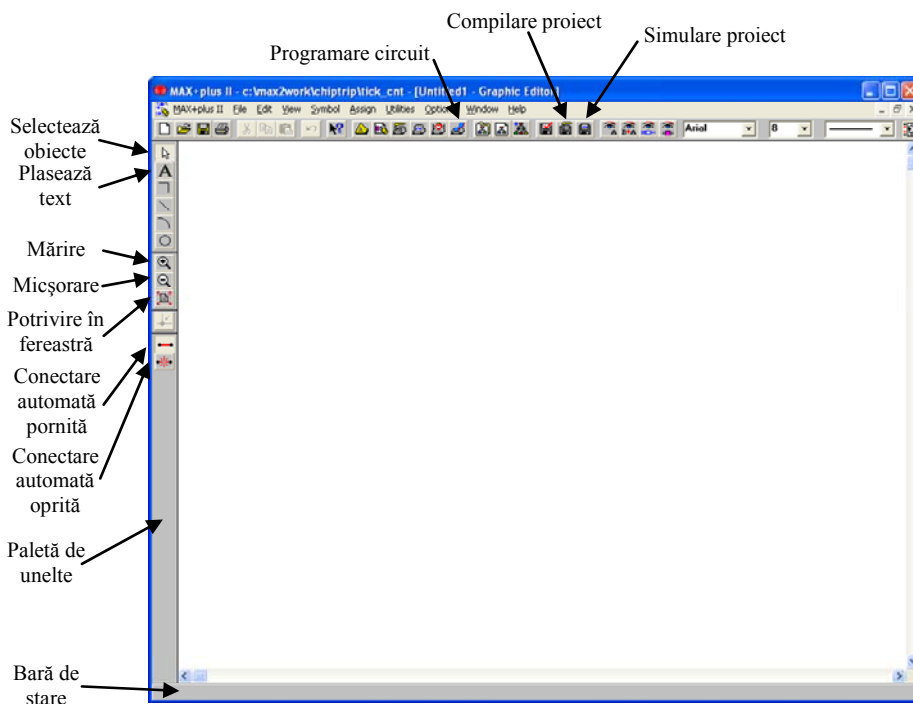 Compilare proiect
Simulare proiect
Programare circuit
MAX+plus II - c:\max2work\chiptrip\tick_cnt - [Untitled1 - Graphic Editor]
MAX+plus II File Edit View Symbol Assign Utilities Options Window Help
Arial 8
Selectează
obiecte
Plasează
text
A
Mărire
Micşorare
Potrivire în
fereastră
Conectare
automată
pornită
Conectare
automată
oprită
Paletă de
unelte
Bară de
stare